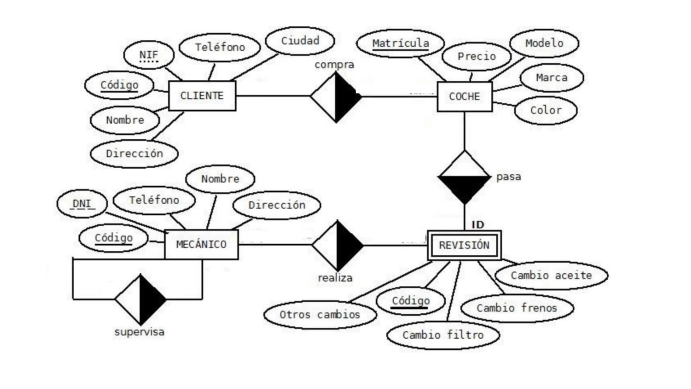 Teléfono
Ciudad
NIF
compra
Matrícula
Modelo
Precio
Código
CLIENTE
COCHE
Marca
Color
Nombre
Dirección
pasa
Nombre
Teléfono
DNI
Dirección
ID
Código
MECÁNICO
REVISIÓN
realiza
Cambio aceite
Código
Otros cambios
Cambio frenos
Cambio filtro
supervisa